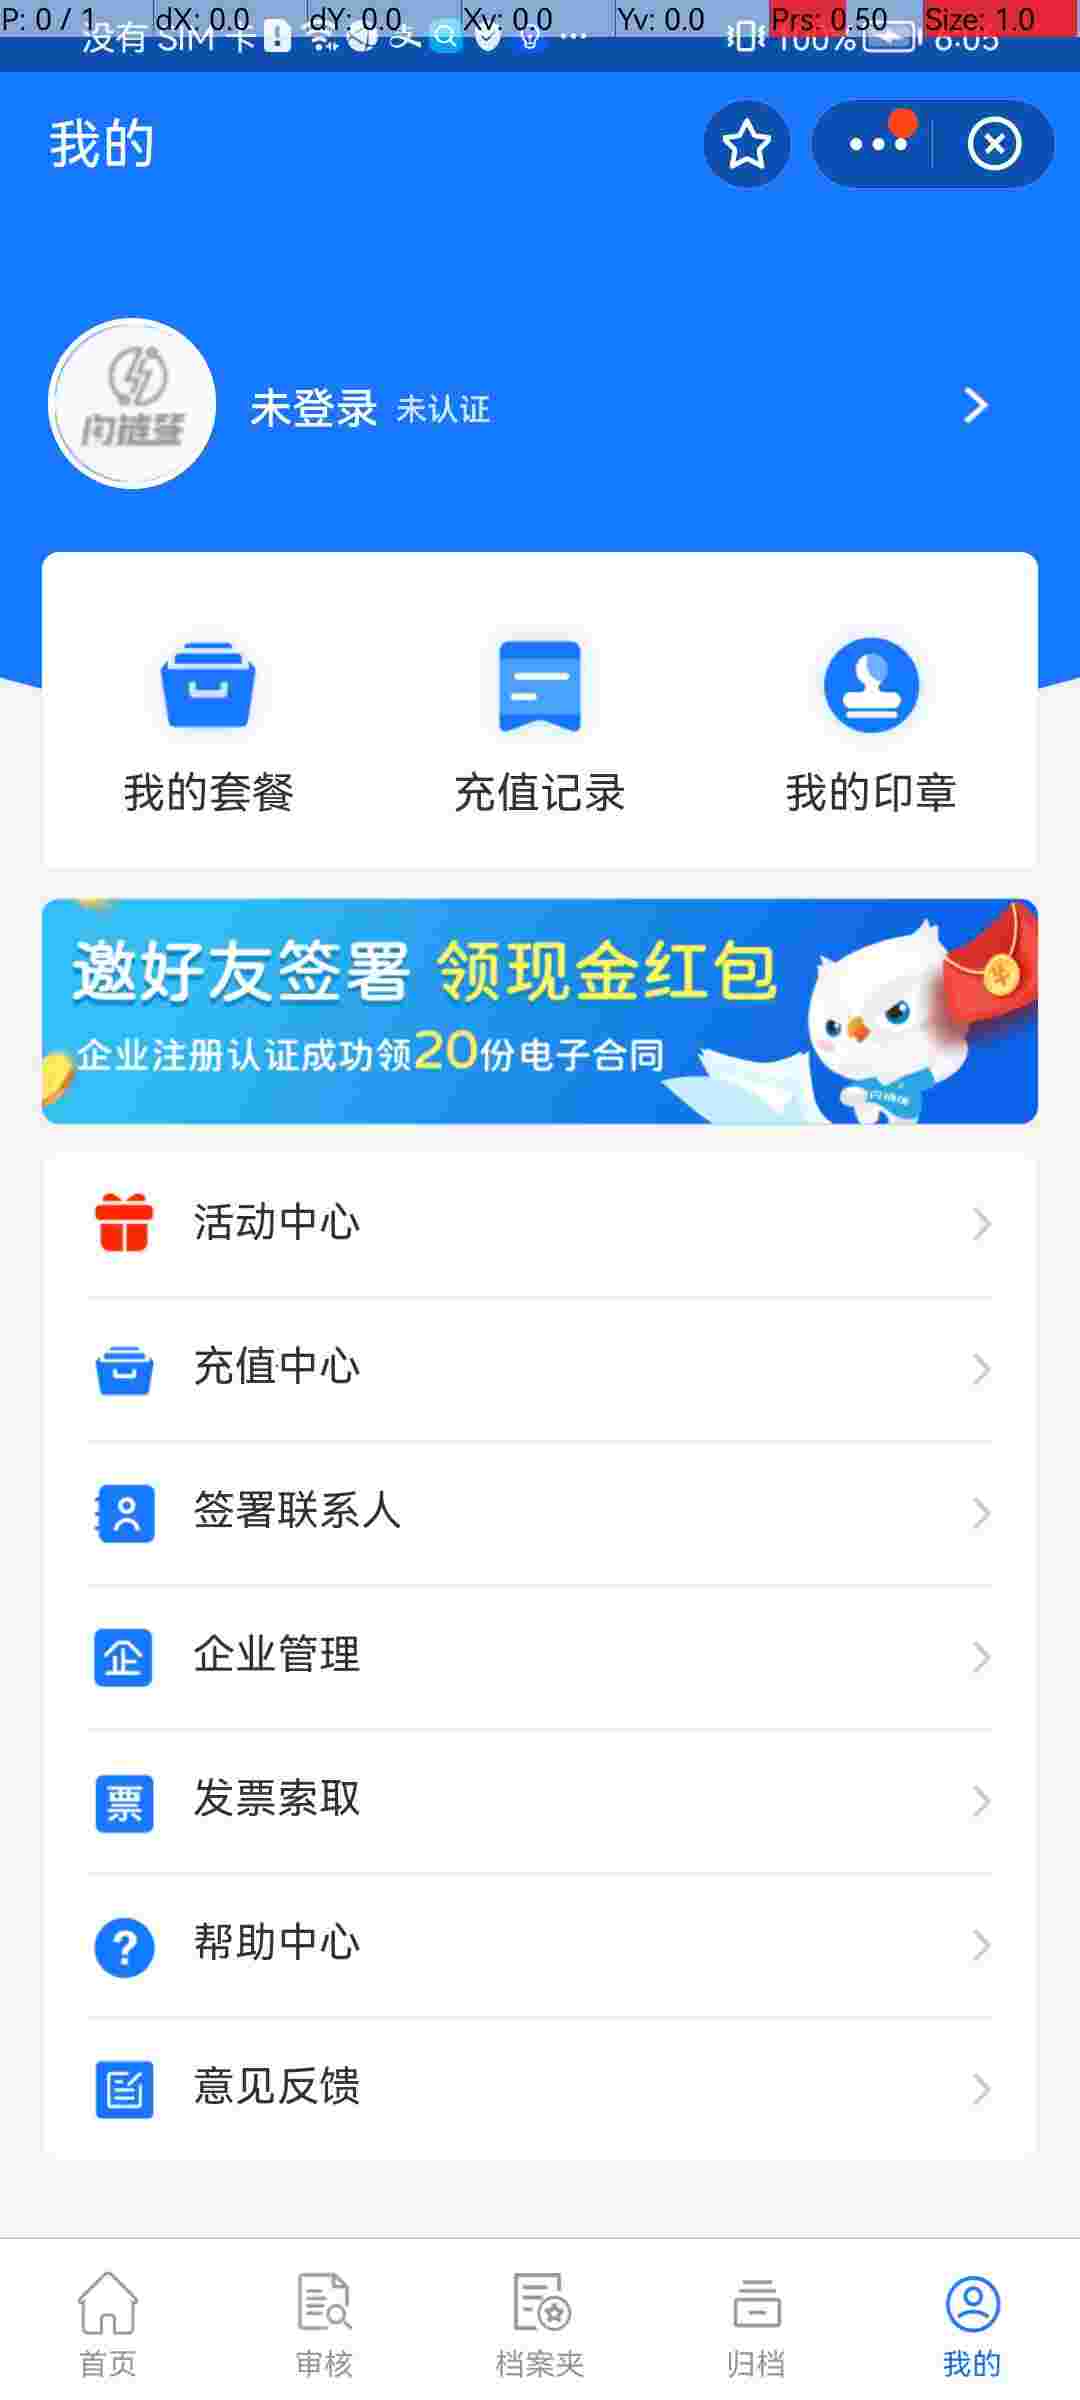 P: 0 / 1 dX: 0.0 dY: 0.0 Xv: 0.0 Yv: 0.0 Prs: 0.50 Size: 1.0
没有 SIM 卡 100% 6:05
我的
未登录 未认证
我的套餐 充值记录 我的印章
邀好友签署 领现金红包
企业注册认证成功领20份电子合同
活动中心
充值中心
签署联系人
企业管理
企
发票索取
票
帮助中心
意见反馈
首页 审核 档案夹 归档 我的